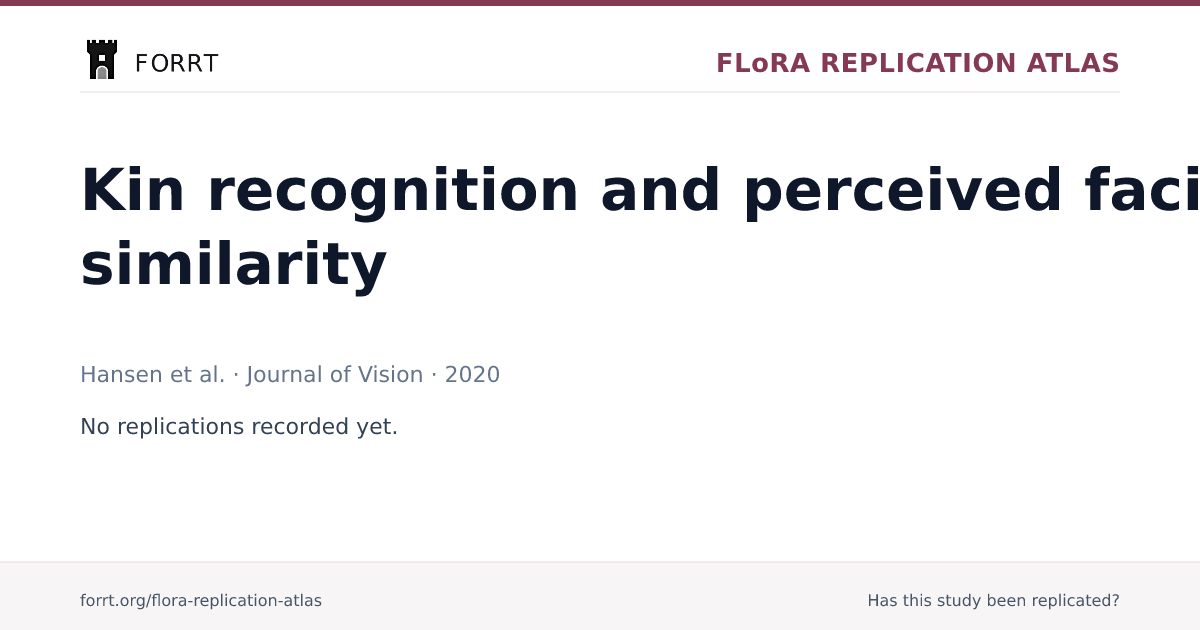 FORRT
FLoRA REPLICATION ATLAS
Kin recognition and perceived faci
similarity
Hansen et al. · Journal of Vision · 2020
No replications recorded yet.
forrt.org/flora-replication-atlas
Has this study been replicated?